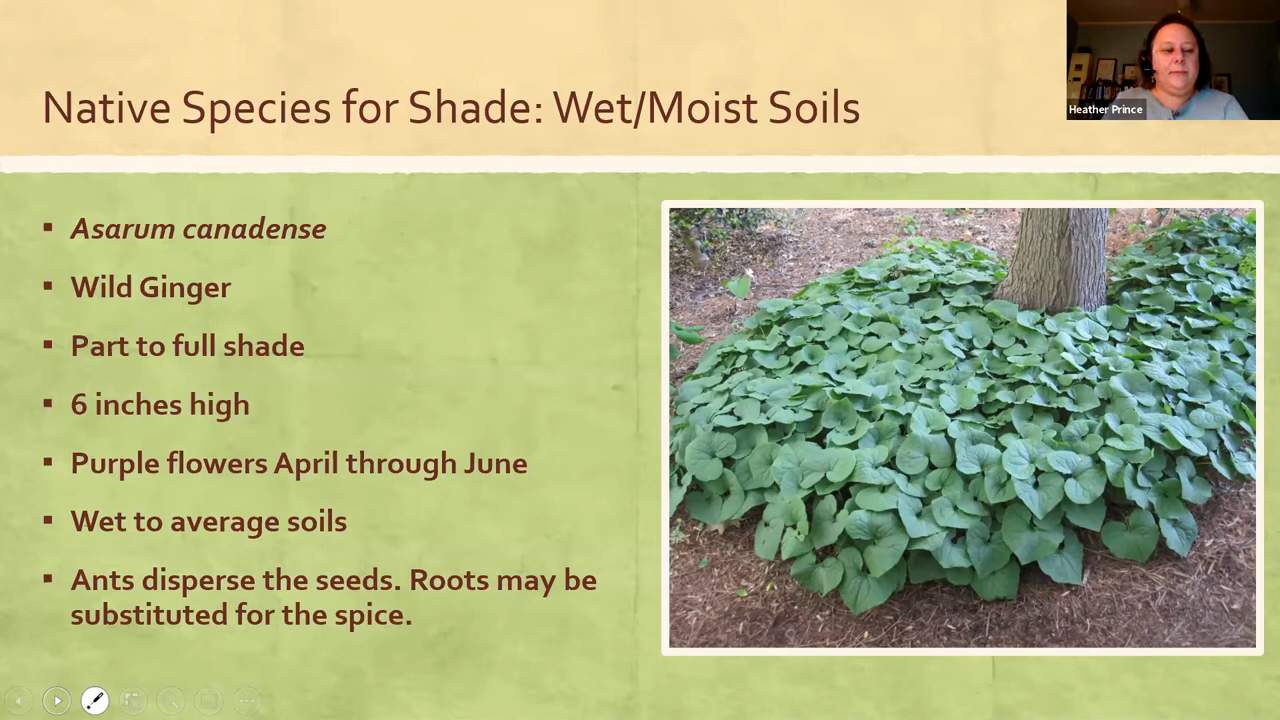 Native Species for Shade: Wet/Moist Soils
Heather Prince
Asarum canadense
Wild Ginger
Part to full shade
6 inches high
Purple flowers April through June
Wet to average soils
Ants disperse the seeds. Roots may be
substituted for the spice.